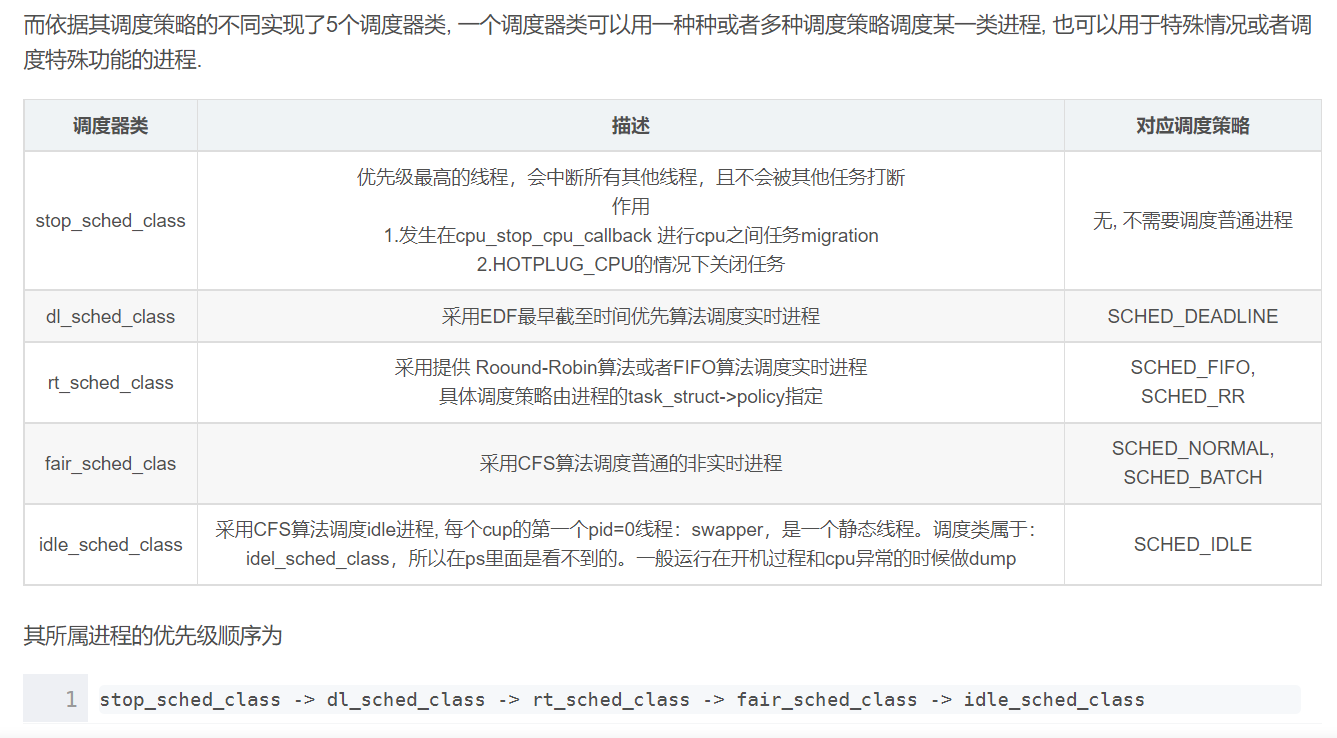 而依据其调度策略的不同实现了5个调度器类, 一个调度器类可以用一种种或者多种调度策略调度某一类进程, 也可以用于特殊情况或者调
度特殊功能的进程.
调度器类 描述 对应调度策略
stop_sched_class
优先级最高的线程，会中断所有其他线程，且不会被其他任务打断
作用
1.发生在cpu_stop_cpu_callback 进行cpu之间任务migration
2.HOTPLUG_CPU的情况下关闭任务
无, 不需要调度普通进程
dl_sched_class 采用EDF最早截至时间优先算法调度实时进程 SCHED_DEADLINE
rt_sched_class
采用提供 Roound-Robin算法或者FIFO算法调度实时进程
具体调度策略由进程的task_struct->policy指定
SCHED_FIFO,
SCHED_RR
fair_sched_clas
采用CFS算法调度普通的非实时进程
SCHED_NORMAL,
SCHED_BATCH
idle_sched_class
采用CFS算法调度idle进程, 每个cup的第一个pid=0线程：swapper，是一个静态线程。调度类属于：
idel_sched_class，所以在ps里面是看不到的。一般运行在开机过程和cpu异常的时候做dump
SCHED_IDLE
其所属进程的优先级顺序为
1 stop_sched_class -> dl_sched_class -> rt_sched_class -> fair_sched_class -> idle_sched_class